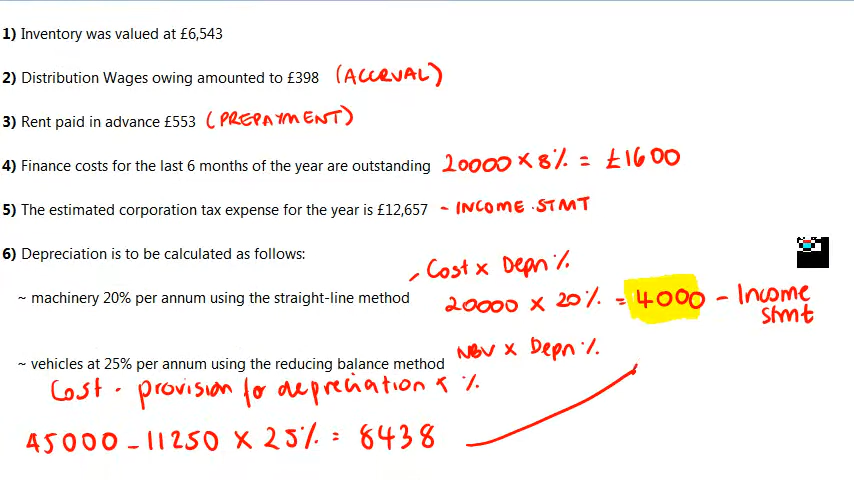 1) Inventory was valued at £6,543
2) Distribution Wages owing amounted to £398 (ACCRUAL)
3) Rent paid in advance £553 (PREPAYMENT)
4) Finance costs for the last 6 months of the year are outstanding 20000 x 8% = £1600
5) The estimated corporation tax expense for the year is £12,657 - INCOME.STMT
6) Depreciation is to be calculated as follows:
- Cost x Depn %
~ machinery 20% per annum using the straight-line method 20000 x 20% = 4000 - Income Stmt
~ vehicles at 25% per annum using the reducing balance method NBV x Depn %
Cost - provision for depreciation x %
45000 - 11250 x 25% = 8438